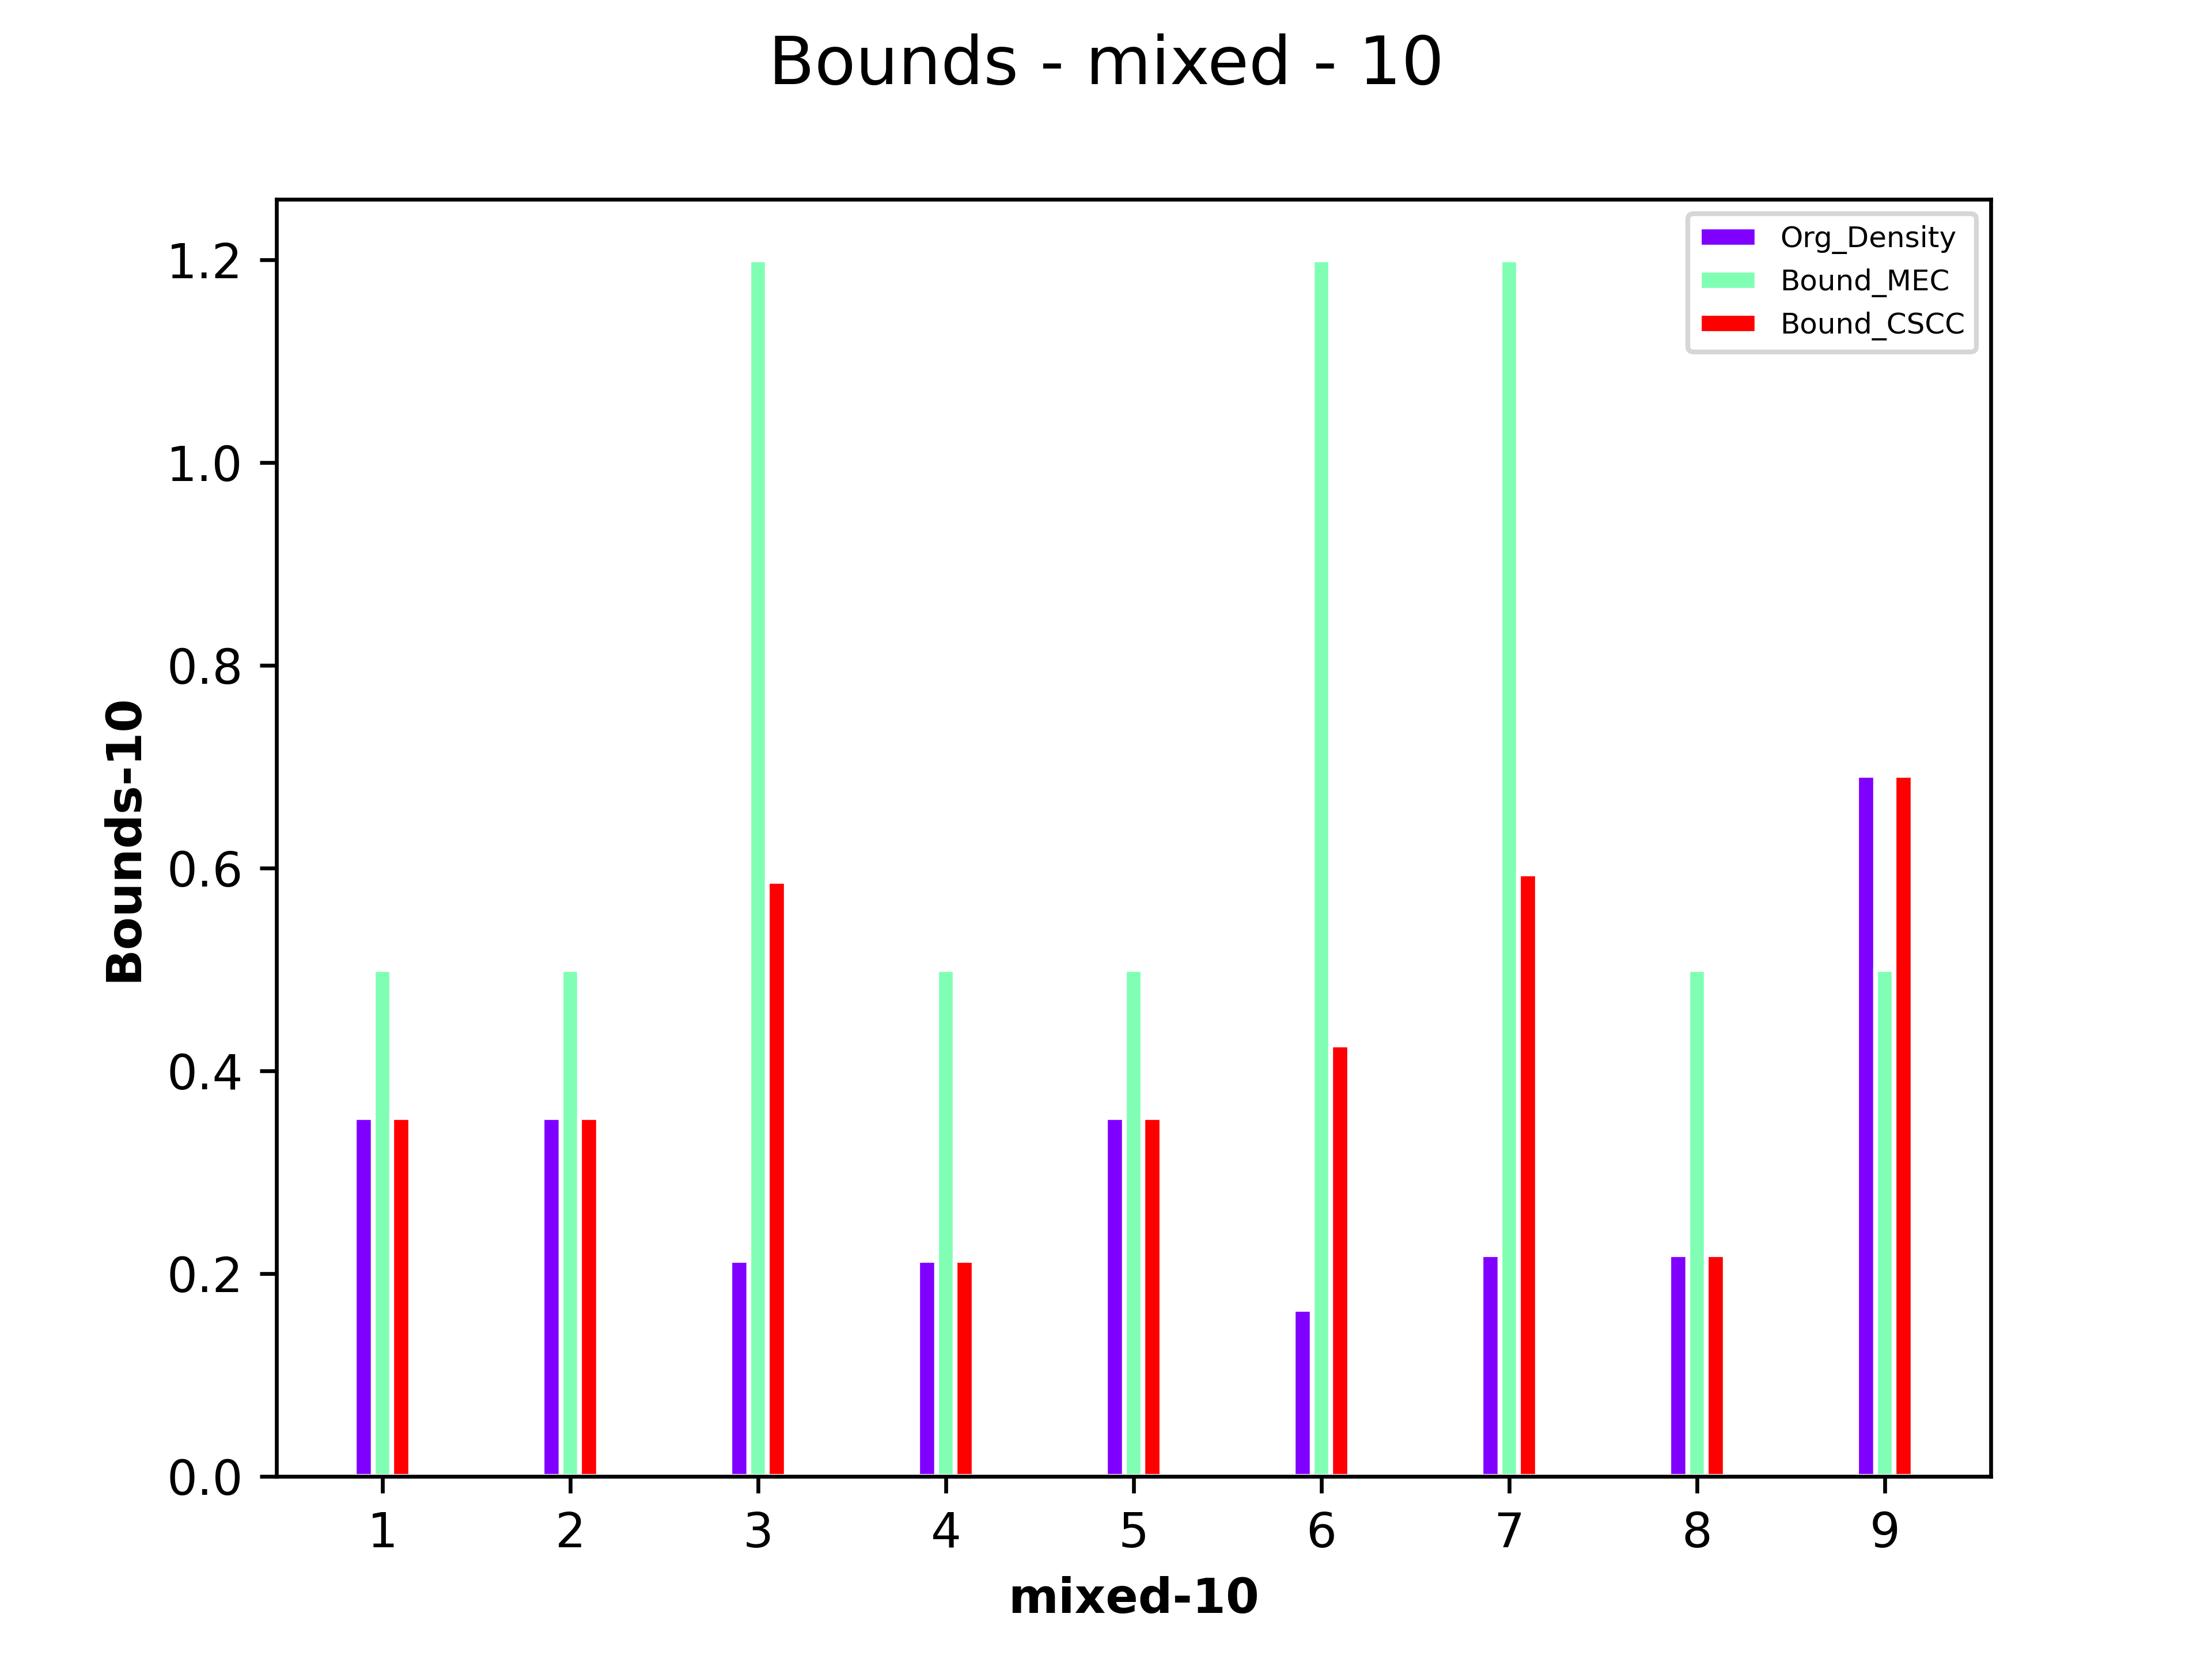 Bounds - mixed - 10
Org_Density
Bound_MEC
Bound_CSCC
1.2
1.0
0.8
0.6
0.4
0.2
0.0
Bounds-10
1 2 3 4 5 6 7 8 9
mixed-10